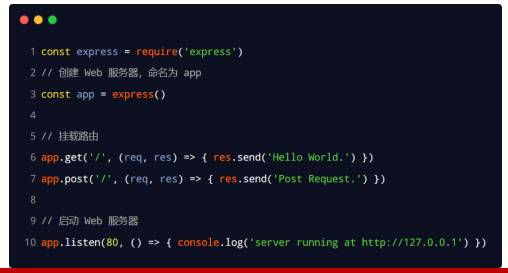 1 const express = require('express')
2 // 创建 Web 服务器, 命名为 app
3 const app = express()
4
5 // 挂载路由
6 app.get('/', (req, res) => { res.send('Hello World.') })
7 app.post('/', (req, res) => { res.send('Post Request.') })
8
9 // 启动 Web 服务器
10 app.listen(80, () => { console.log('server running at http://127.0.0.1') })